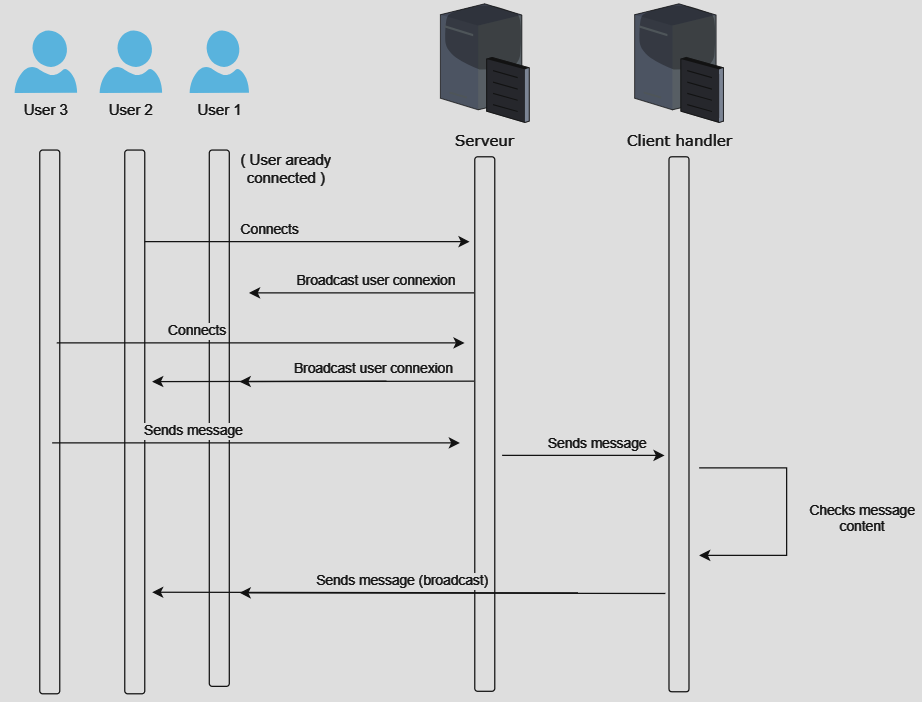 User 3
User 2
User 1
Serveur
Client handler
( User aready
connected )
Connects
Broadcast user connexion
Connects
Broadcast user connexion
Sends message
Sends message
Checks message
content
Sends message (broadcast)